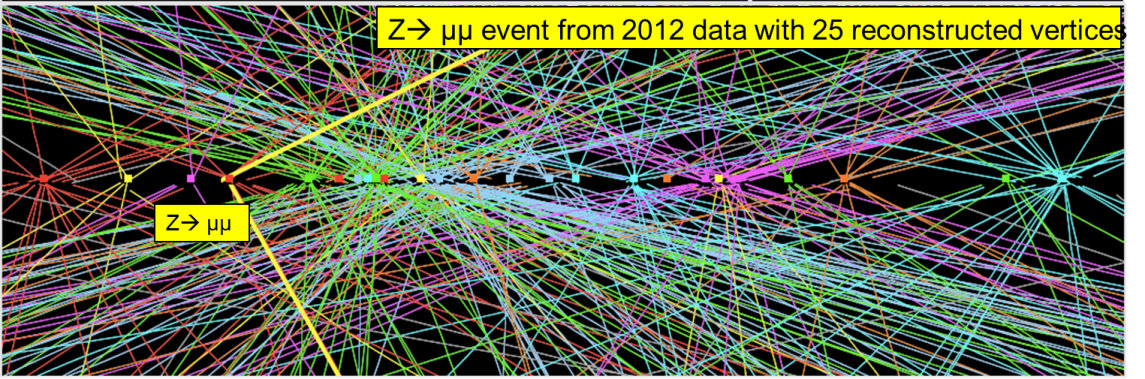 Z→ μμ event from 2012 data with 25 reconstructed vertices
Z→ μμ